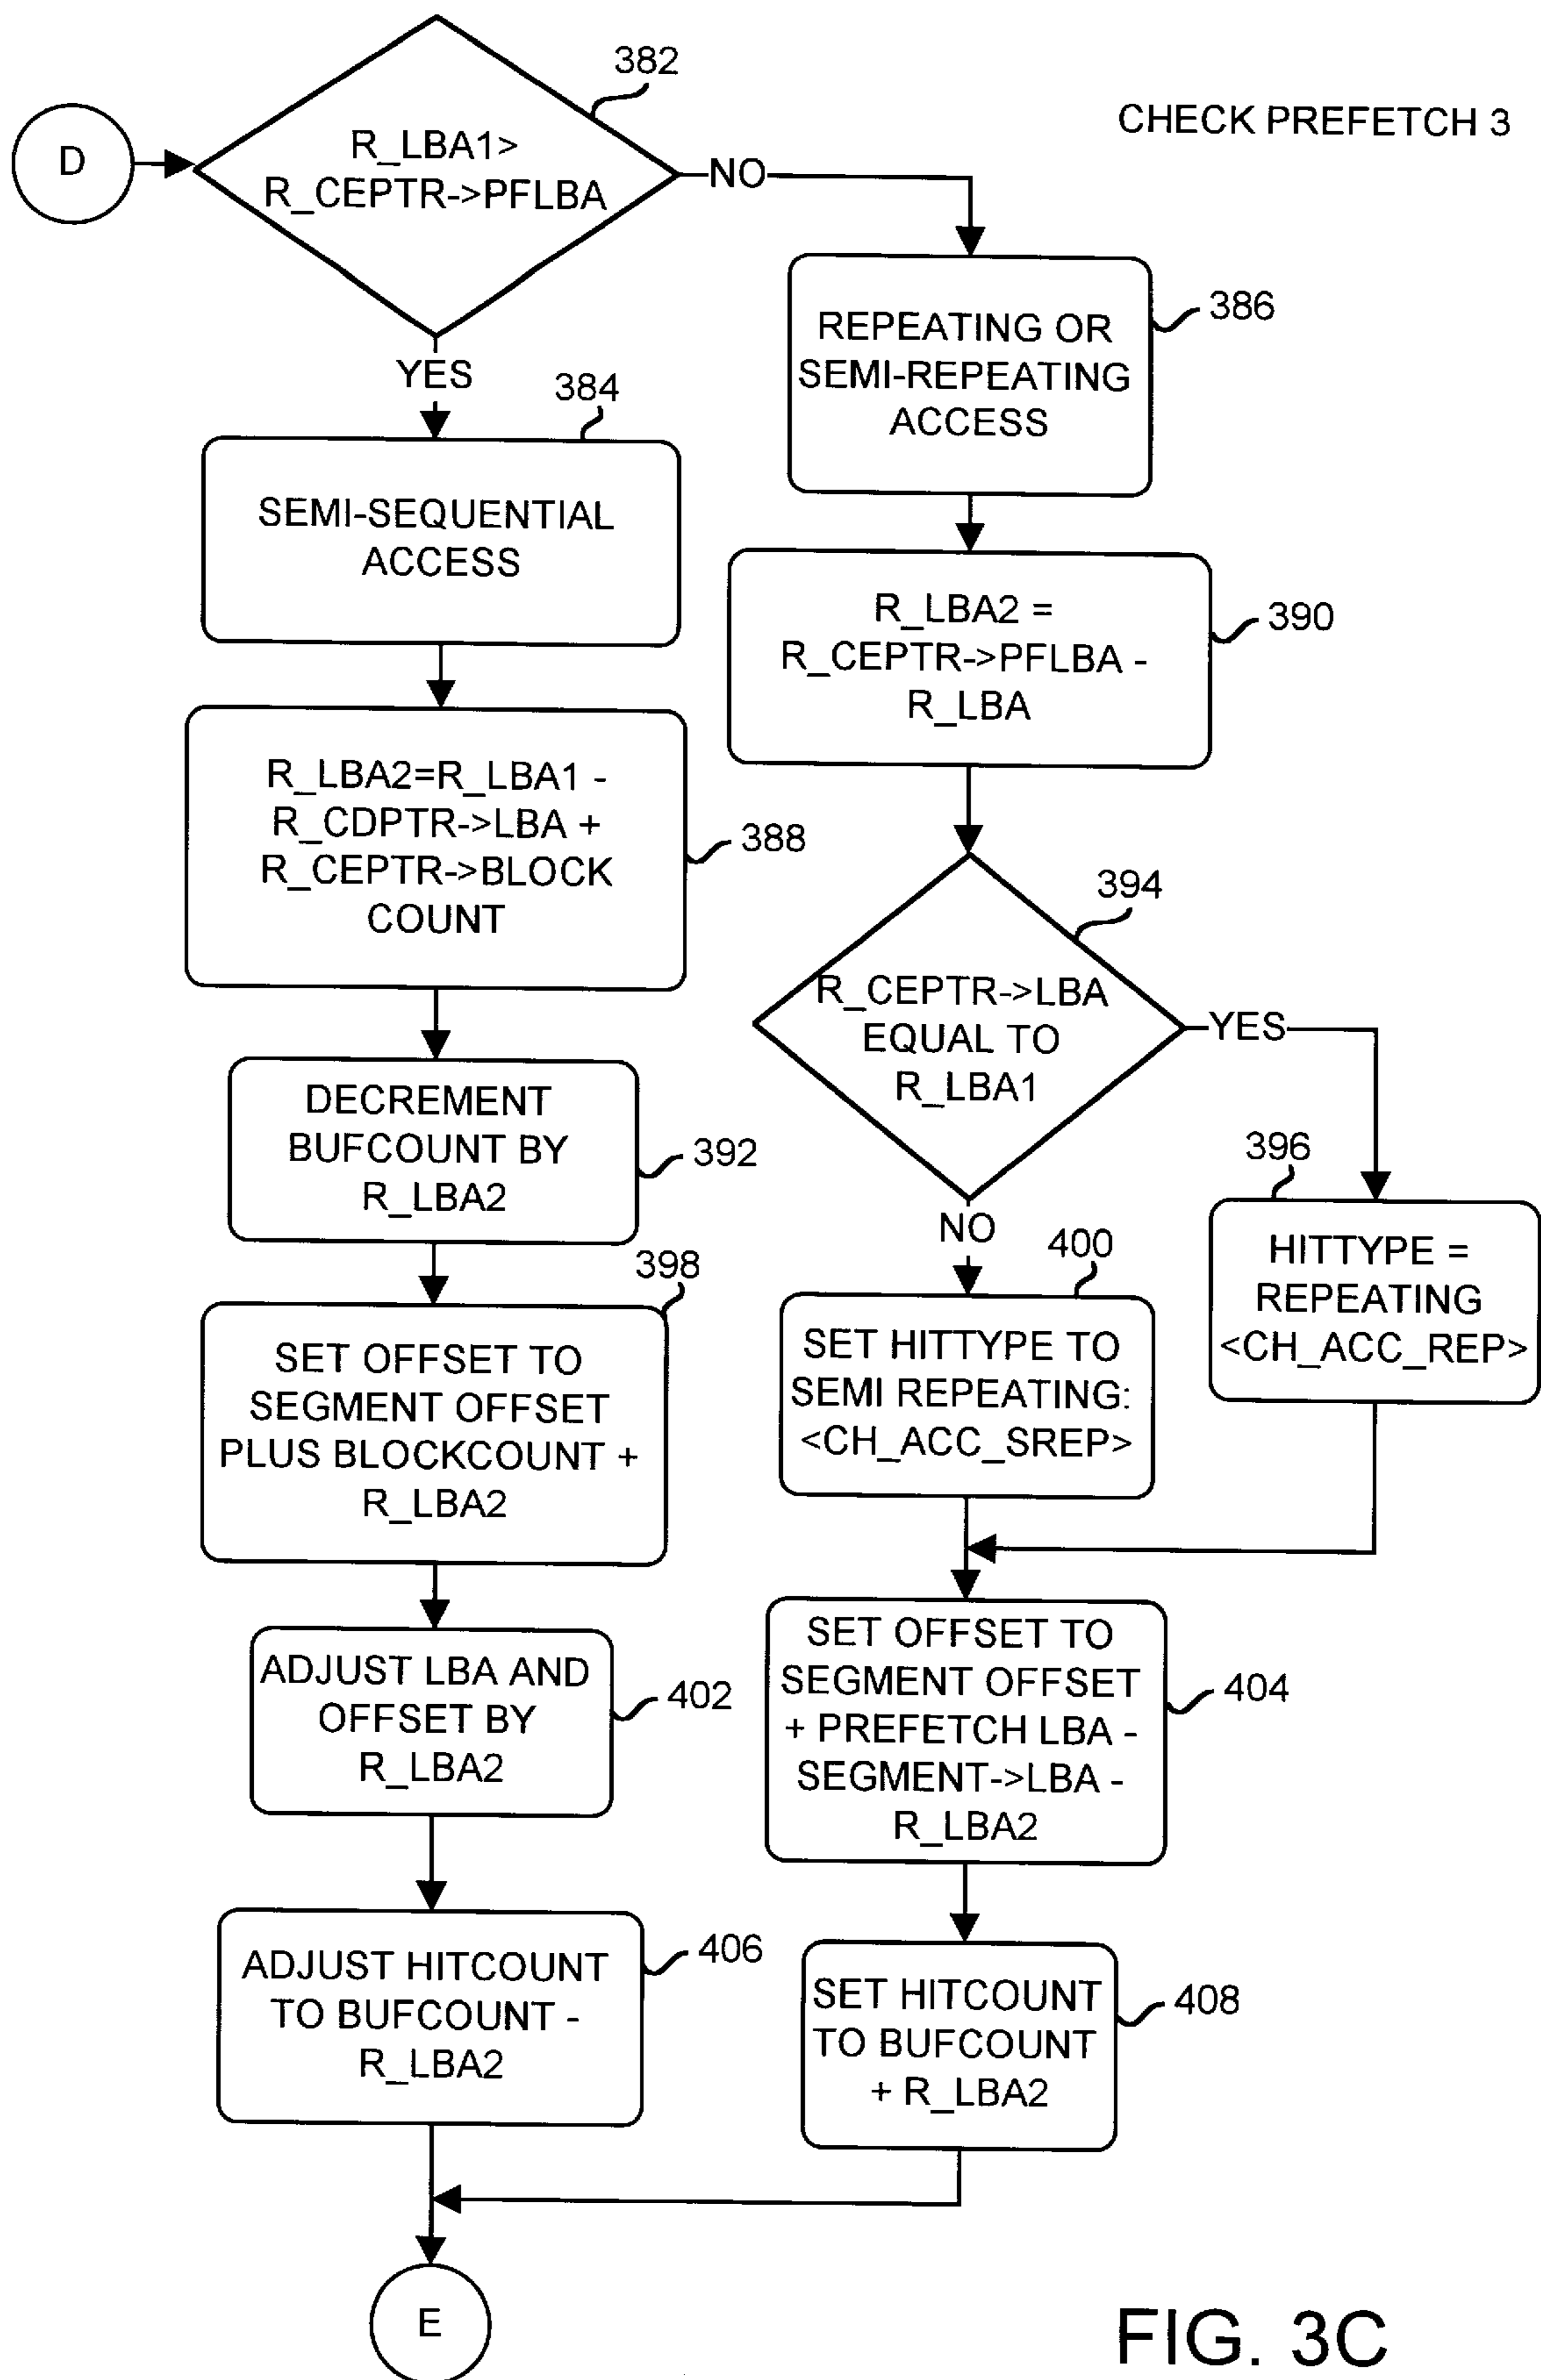 CHECK PREFETCH 3
D
382
R_LBA1>
R_CEPTR->PFLBA
NO
YES
384
SEMI-SEQUENTIAL
ACCESS
386
REPEATING OR
SEMI-REPEATING
ACCESS
388
R_LBA2=R_LBA1 -
R_CDPTR->LBA +
R_CEPTR->BLOCK
COUNT
390
R_LBA2 =
R_CEPTR->PFLBA -
R_LBA
392
DECREMENT
BUFCOUNT BY
R_LBA2
394
R_CEPTR->LBA
EQUAL TO
R_LBA1
YES
NO
396
HITTYPE =
REPEATING
<CH_ACC_REP>
398
SET OFFSET TO
SEGMENT OFFSET
PLUS BLOCKCOUNT +
R_LBA2
400
SET HITTYPE TO
SEMI REPEATING:
<CH_ACC_SREP>
402
ADJUST LBA AND
OFFSET BY
R_LBA2
404
SET OFFSET TO
SEGMENT OFFSET
+ PREFETCH LBA -
SEGMENT->LBA -
R_LBA2
406
ADJUST HITCOUNT
TO BUFCOUNT -
R_LBA2
408
SET HITCOUNT
TO BUFCOUNT
+ R_LBA2
E
FIG. 3C